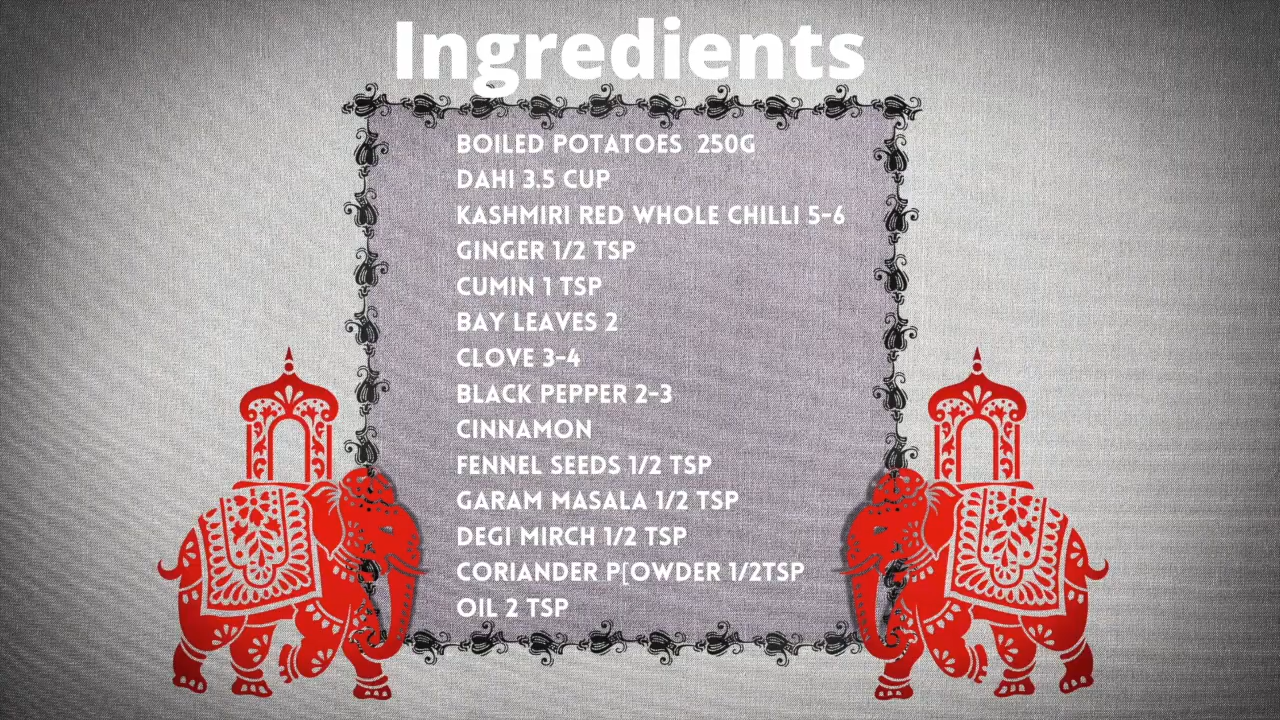 Ingredients
BOILED POTATOES 250G
DAHI 3.5 CUP
KASHMIRI RED WHOLE CHILLI 5-6
GINGER 1/2 TSP
CUMIN 1 TSP
BAY LEAVES 2
CLOVE 3-4
BLACK PEPPER 2-3
CINNAMON
FENNEL SEEDS 1/2 TSP
GARAM MASALA 1/2 TSP
DEGI MIRCH 1/2 TSP
CORIANDER P[OWDER 1/2TSP
OIL 2 TSP